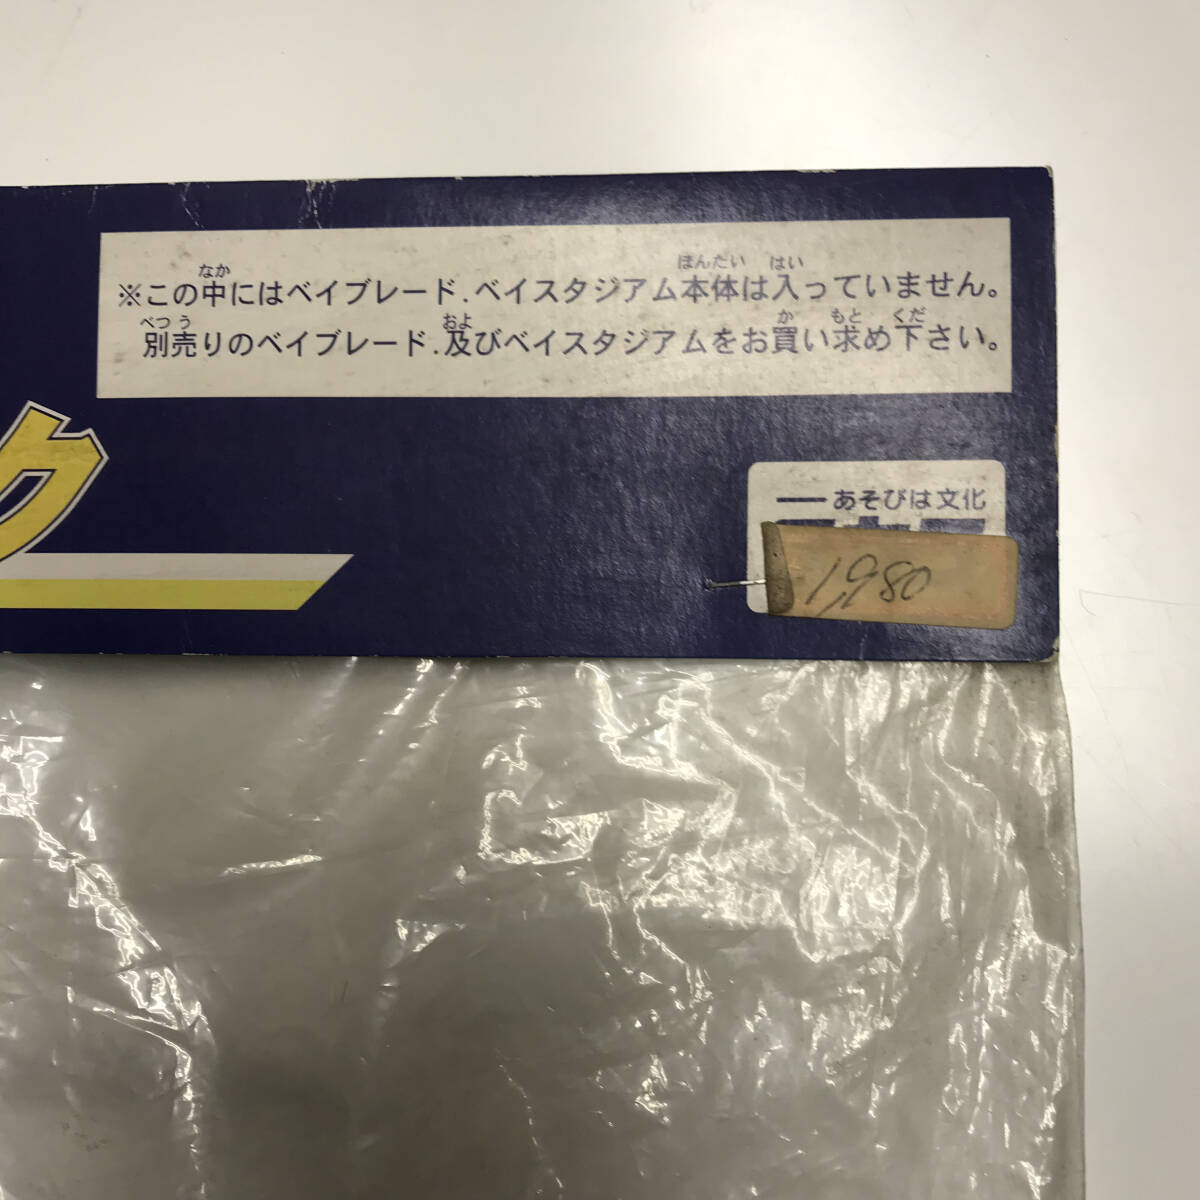 ※この中にはベイブレード.ベイスタジアム本体は入っていません。
別売りのベイブレード.及びベイスタジアムをお買い求め下さい。
ク
あそびは文化
1,980